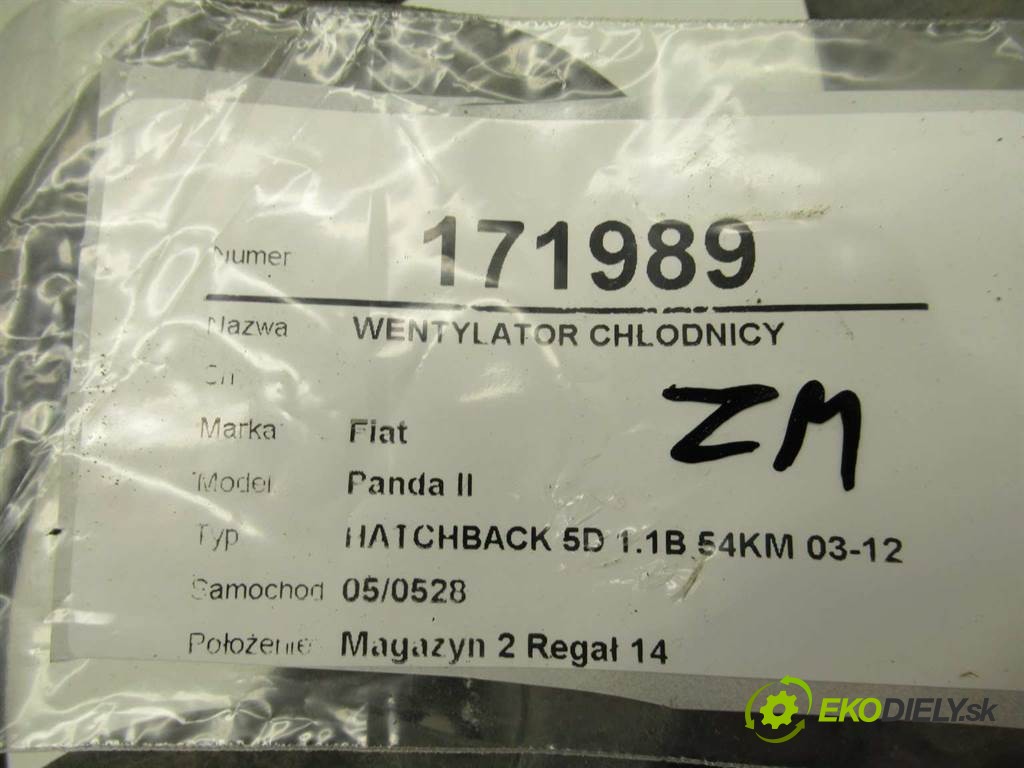 Numer 171989
Nazwa WENTYLATOR CHLODNICY
Marka Fiat
ZM
Model Panda II
Typ HATCHBACK 5D 1.1B 54KM 03-12
Samochod 05/0528
Położenie Magazyn 2 Regał 14
EKODIELY.sk